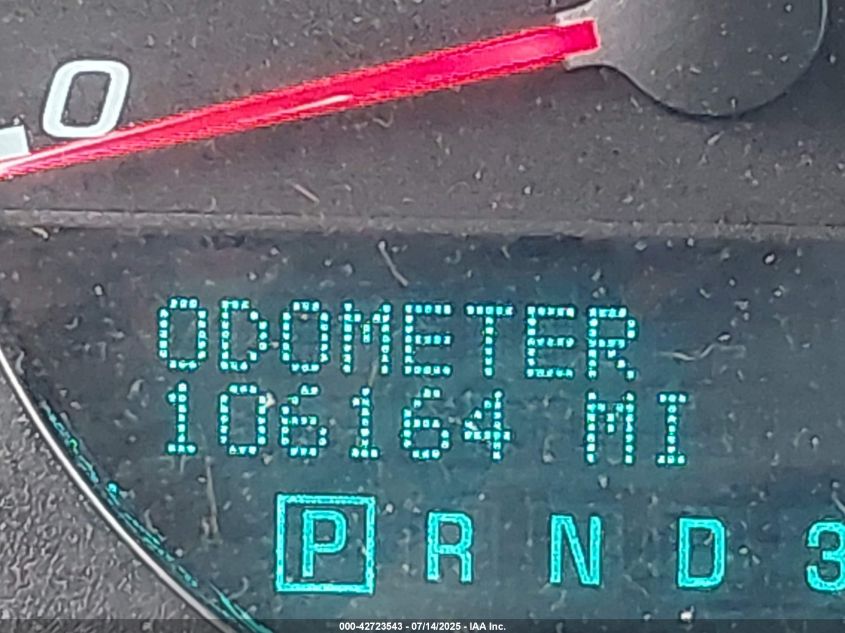 0
ODOMETER
106164 MI
P R N D 3
000-42723543 - 07/14/2025 - IAA Inc.